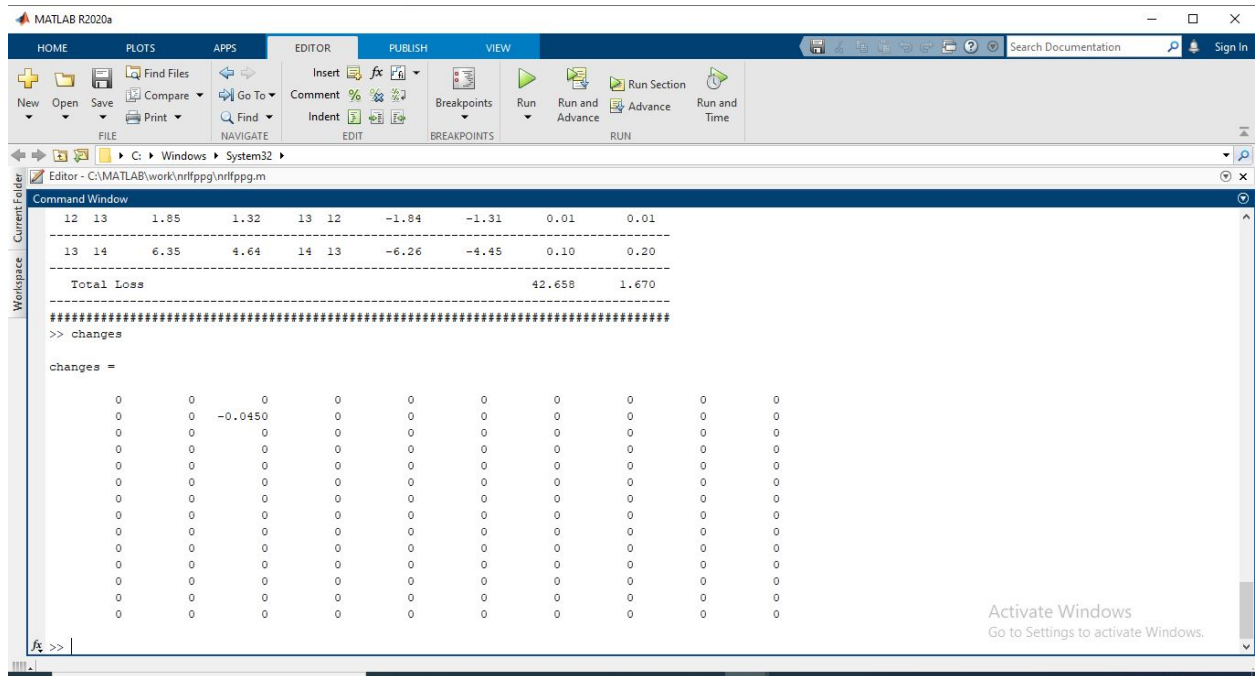 MATLAB R2020a
HOME PLOTS APPS EDITOR PUBLISH VIEW Search Documentation Sign In
New Open Save Find Files Compare Print Go To Find Insert fx Comment Indent Breakpoints Run Run and Advance Run Section Advance Run and Time
FILE NAVIGATE EDIT BREAKPOINTS RUN
C: Windows System32
Editor - C:\MATLAB\work\nrlfppg\nrlfppg.m
Current Folder
Workspace
Command Window
12 13 1.85 1.32 13 12 -1.84 -1.31 0.01 0.01
--------------------------------------------------------------------------------------
13 14 6.35 4.64 14 13 -6.26 -4.45 0.10 0.20
--------------------------------------------------------------------------------------
Total Loss 42.658 1.670
--------------------------------------------------------------------------------------
######################################################################################
>> changes
changes =
0 0 0 0 0 0 0 0 0 0
0 0 -0.0450 0 0 0 0 0 0 0
0 0 0 0 0 0 0 0 0 0
0 0 0 0 0 0 0 0 0 0
0 0 0 0 0 0 0 0 0 0
0 0 0 0 0 0 0 0 0 0
0 0 0 0 0 0 0 0 0 0
0 0 0 0 0 0 0 0 0 0
0 0 0 0 0 0 0 0 0 0
0 0 0 0 0 0 0 0 0 0
0 0 0 0 0 0 0 0 0 0
0 0 0 0 0 0 0 0 0 0
0 0 0 0 0 0 0 0 0 0
0 0 0 0 0 0 0 0 0 0
fx >>
Activate Windows
Go to Settings to activate Windows.